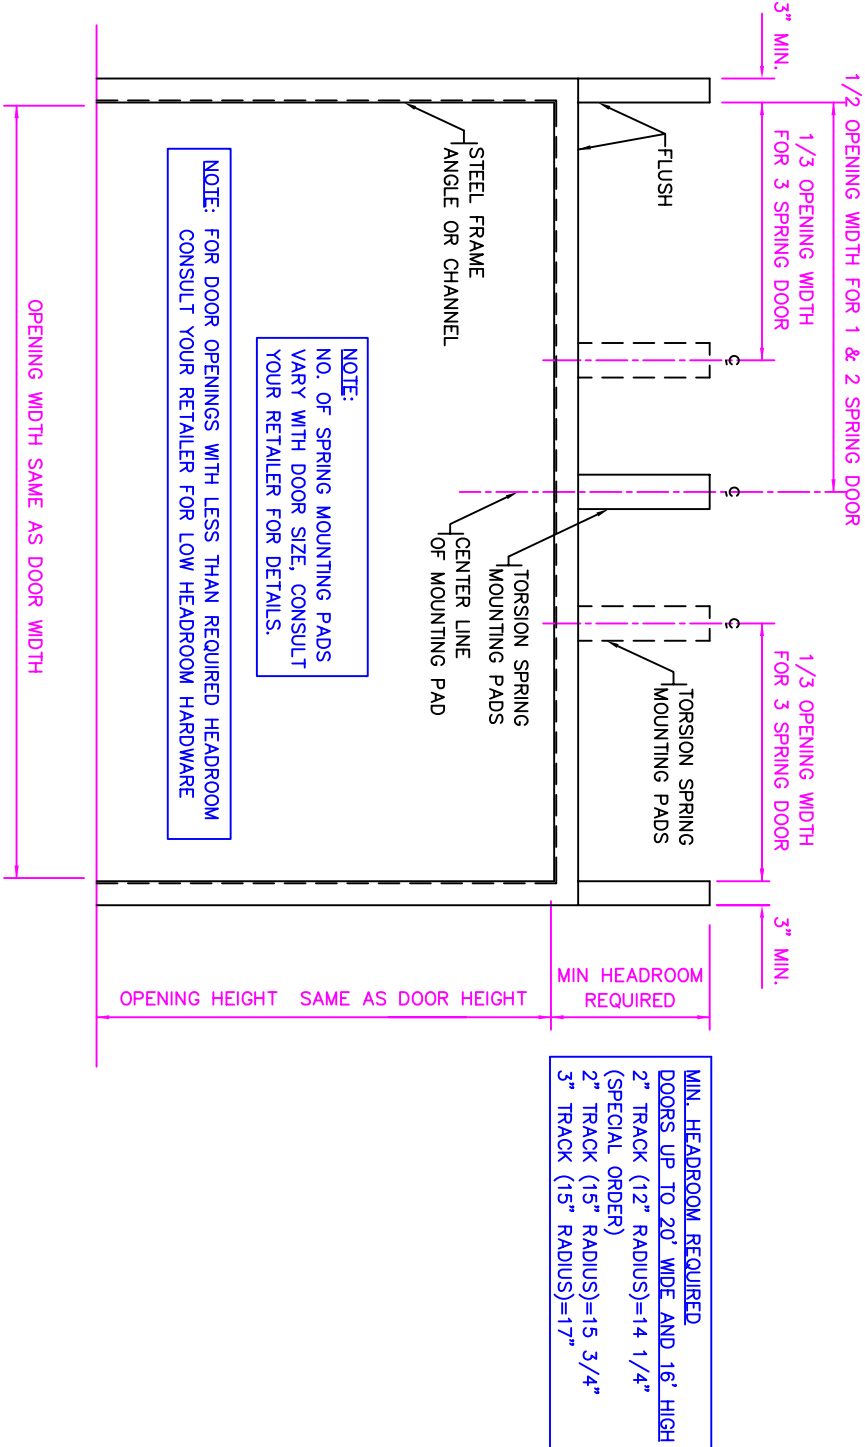 3" MIN.
1/2 OPENING WIDTH FOR 1 & 2 SPRING DOOR
1/3 OPENING WIDTH
FOR 3 SPRING DOOR
1/3 OPENING WIDTH
FOR 3 SPRING DOOR
3" MIN.
FLUSH
TORSION SPRING
MOUNTING PADS
TORSION SPRING
MOUNTING PADS
STEEL FRAME
ANGLE OR CHANNEL
CENTER LINE
OF MOUNTING PAD
NOTE:
NO. OF SPRING MOUNTING PADS
VARY WITH DOOR SIZE, CONSULT
YOUR RETAILER FOR DETAILS.
NOTE: FOR DOOR OPENINGS WITH LESS THAN REQUIRED HEADROOM
CONSULT YOUR RETAILER FOR LOW HEADROOM HARDWARE
OPENING WIDTH SAME AS DOOR WIDTH
MIN HEADROOM
REQUIRED
OPENING HEIGHT SAME AS DOOR HEIGHT
MIN. HEADROOM REQUIRED
DOORS UP TO 20' WIDE AND 16' HIGH
2" TRACK (12" RADIUS)=14 1/4"
(SPECIAL ORDER)
2" TRACK (15" RADIUS)=15 3/4"
3" TRACK (15" RADIUS)=17"